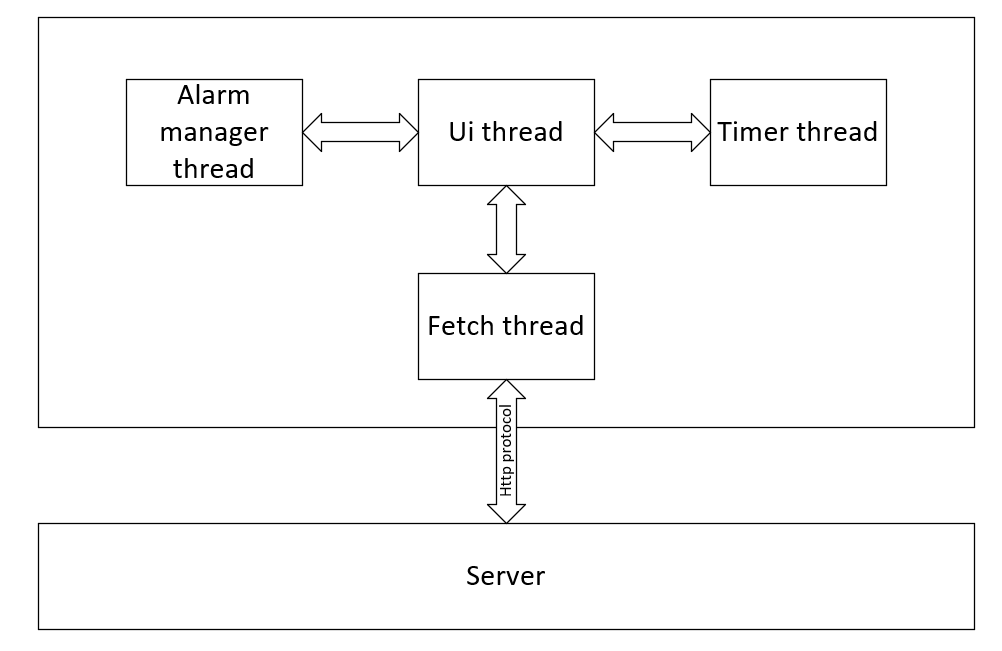 Alarm
manager
thread
Ui thread
Timer thread
Fetch thread
Http protocol
Server